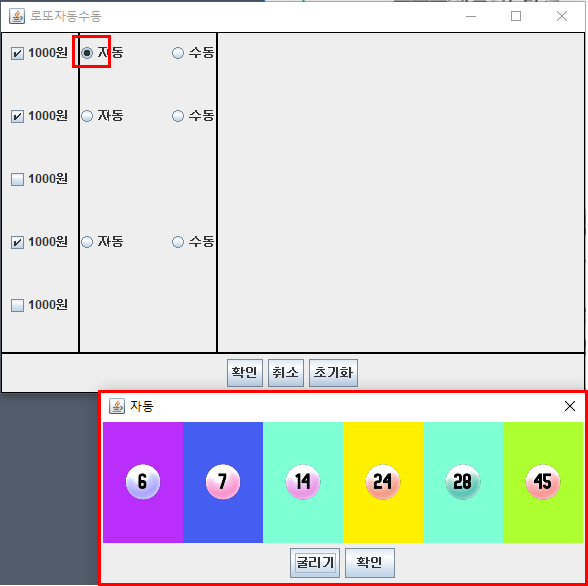 로또자동수동
1000원 자동 수동
1000원 자동 수동
1000원
1000원 자동 수동
1000원
확인 취소 초기화
자동
6 7 14 24 28 45
굴리기 확인